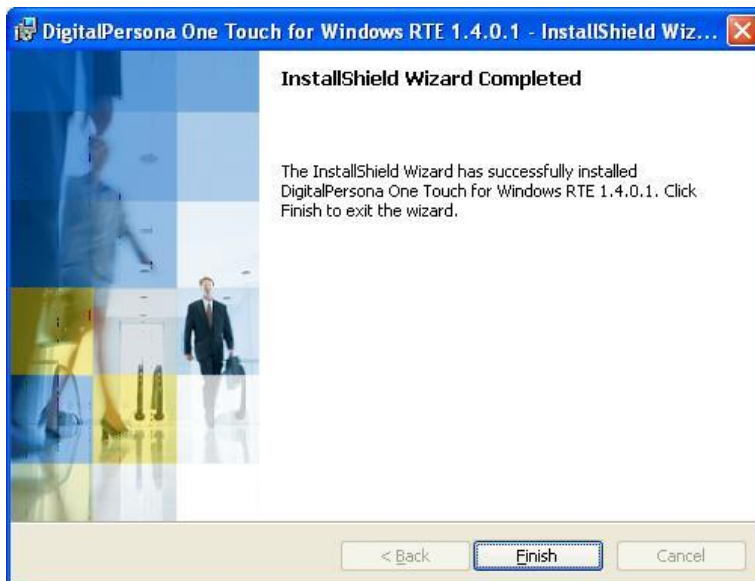 DigitalPersona One Touch for Windows RTE 1.4.0.1 - InstallShield Wiz...
InstallShield Wizard Completed
The InstallShield Wizard has successfully installed
DigitalPersona One Touch for Windows RTE 1.4.0.1. Click
Finish to exit the wizard.
< Back Finish Cancel